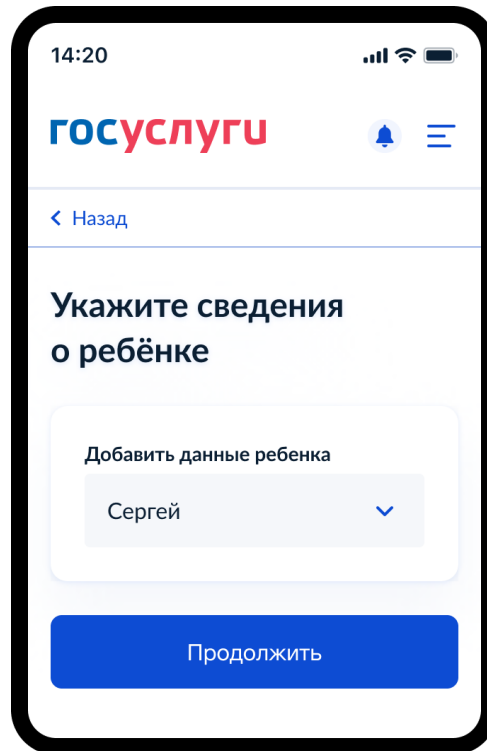 14:20
госуслуги
Назад
Укажите сведения
о ребёнке
Добавить данные ребенка
Сергей
Продолжить